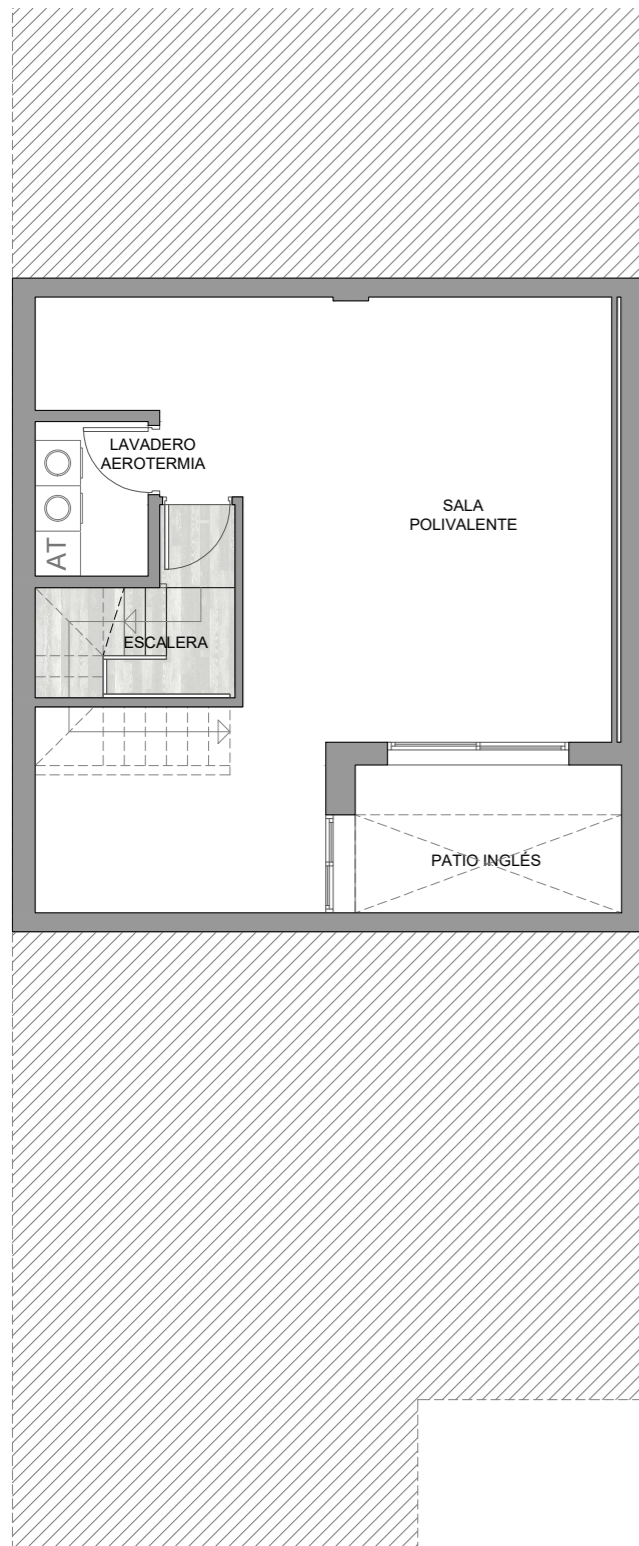 LAVADERO
AEROTERMIA
SALA
POLIVALENTE
AT
ESCALERA
PATIO INGLÉS